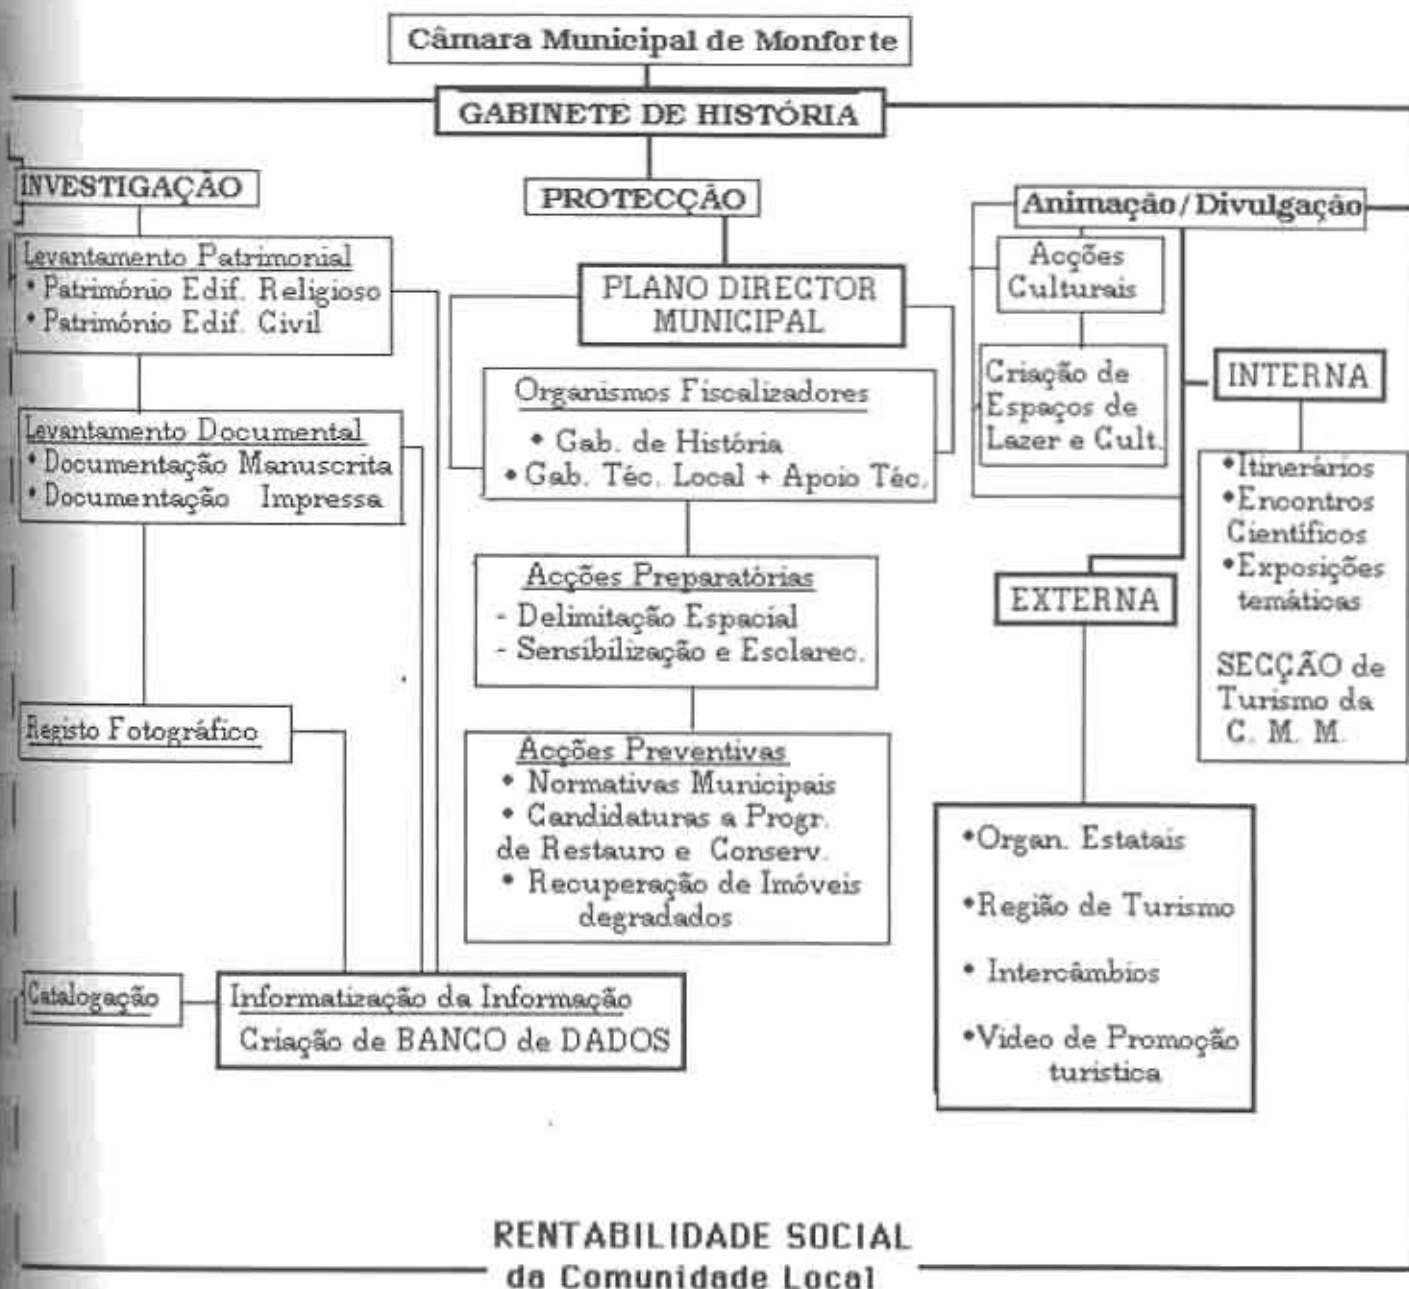 Câmara Municipal de Monforte
GABINETE DE HISTÓRIA
INVESTIGAÇÃO
Levantamento Patrimonial
• Património Edif. Religioso
• Património Edif. Civil
Levantamento Documental
• Documentação Manuscrita
• Documentação Impressa
Registo Fotográfico
Catalogação
Informatização da Informação
Criação de BANCO de DADOS
PROTECÇÃO
PLANO DIRECTOR
MUNICIPAL
Organismos Fiscalizadores
• Gab. de História
• Gab. Téc. Local + Apoio Téc.
Acções Preparatórias
- Delimitação Espacial
- Sensibilização e Esclarec.
Acções Preventivas
• Normativas Municipais
• Candidaturas a Progr.
de Restauro e Conserv.
• Recuperação de Imóveis
degradados
Animação/Divulgação
Acções
Culturais
Criação de
Espaços de
Lazer e Cult.
INTERNA
•Itinerários
•Encontros
Científicos
•Exposições
temáticas
SECÇÃO de
Turismo da
C. M. M.
EXTERNA
•Organ. Estatais
•Região de Turismo
• Intercâmbios
•Video de Promoção
turistica
RENTABILIDADE SOCIAL
da Comunidade Local